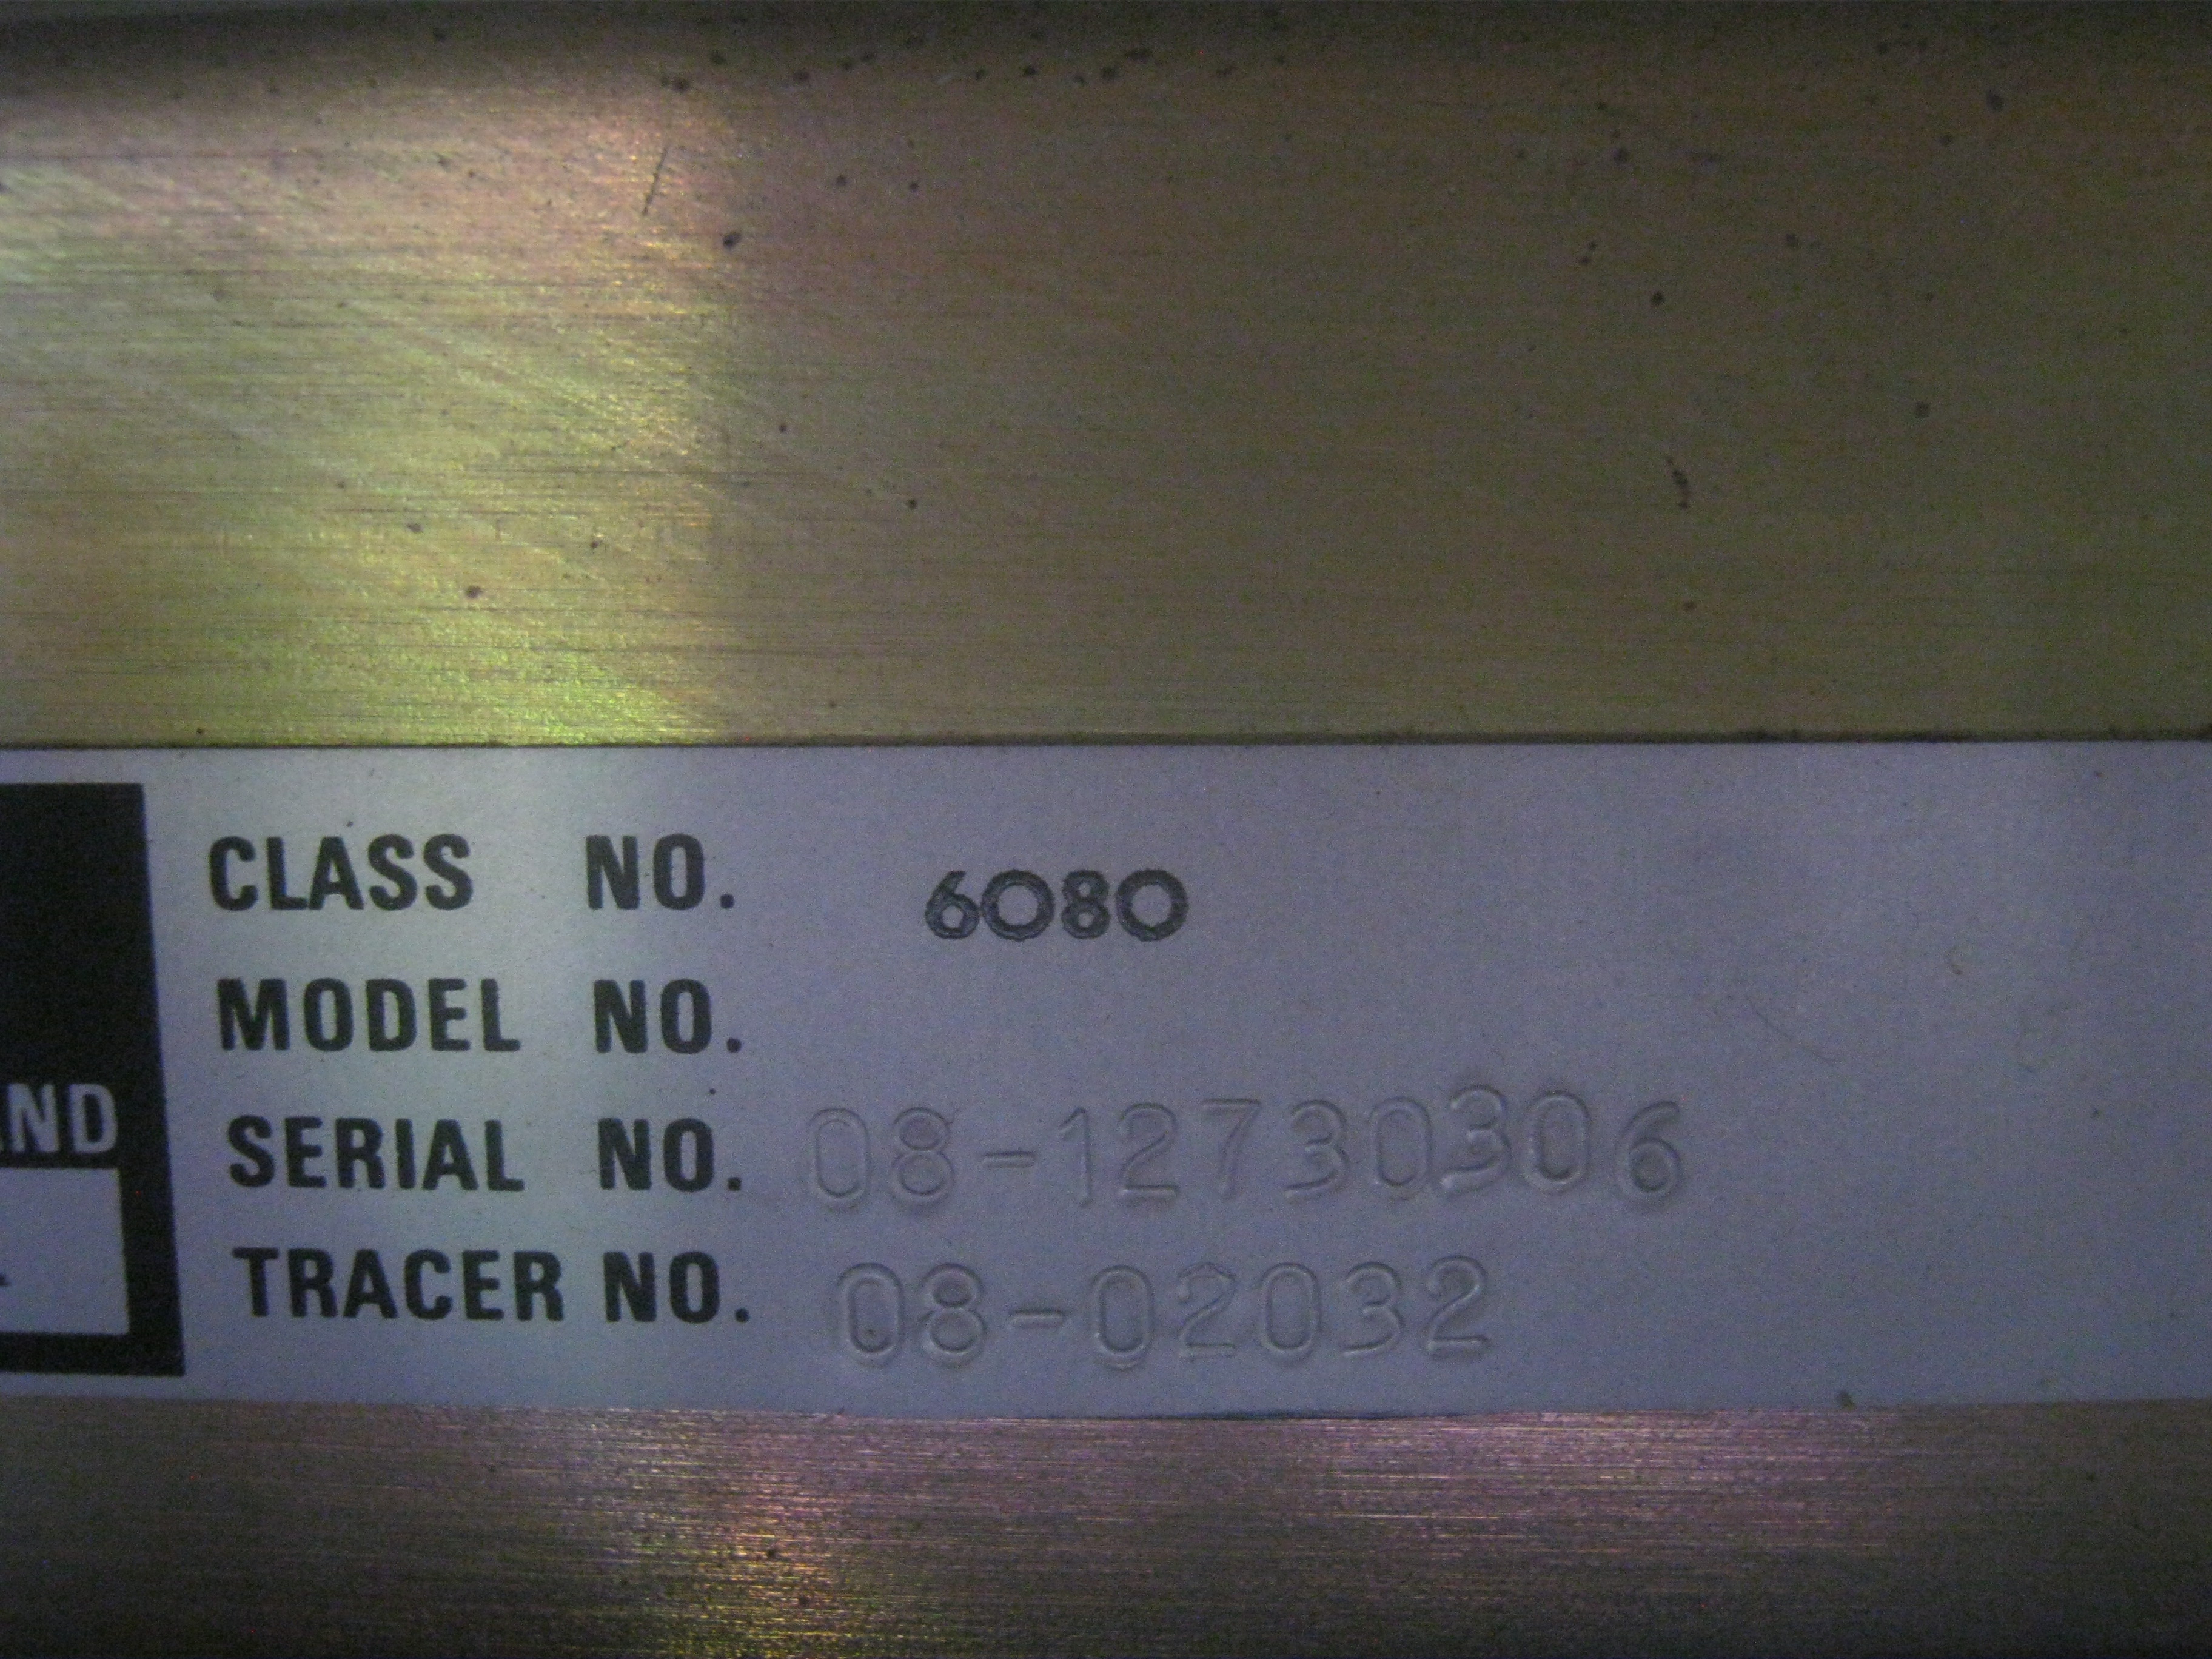 CLASS NO. 6080
MODEL NO.
SERIAL NO. 08-12730306
TRACER NO. 08-02032